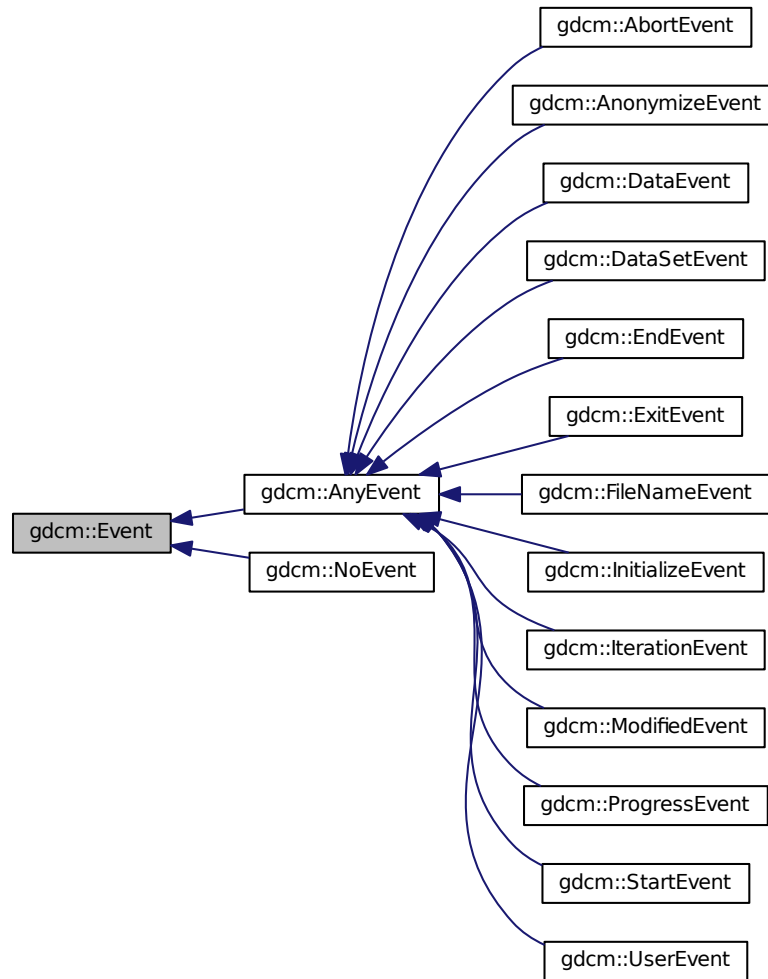 gdcm::AbortEvent
gdcm::AnonymizeEvent
gdcm::DataEvent
gdcm::DataSetEvent
gdcm::EndEvent
gdcm::ExitEvent
gdcm::AnyEvent
gdcm::FileNameEvent
gdcm::Event
gdcm::NoEvent
gdcm::InitializeEvent
gdcm::IterationEvent
gdcm::ModifiedEvent
gdcm::ProgressEvent
gdcm::StartEvent
gdcm::UserEvent